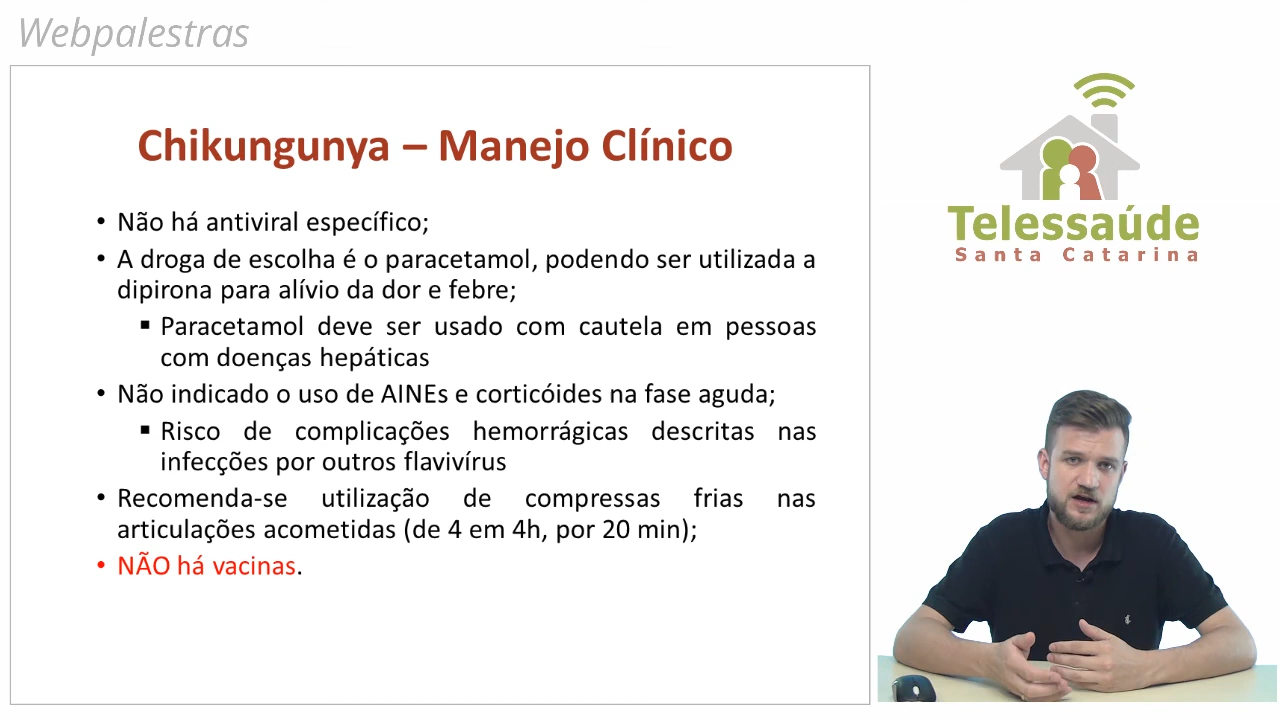 Webpalestras
Chikungunya – Manejo Clínico
• Não há antiviral específico;
• A droga de escolha é o paracetamol, podendo ser utilizada a
dipirona para alívio da dor e febre;
▪ Paracetamol deve ser usado com cautela em pessoas
com doenças hepáticas
• Não indicado o uso de AINEs e corticóides na fase aguda;
▪ Risco de complicações hemorrágicas descritas nas
infecções por outros flavivírus
• Recomenda-se utilização de compressas frias nas
articulações acometidas (de 4 em 4h, por 20 min);
• NÃO há vacinas.
Telessaúde
Santa Catarina